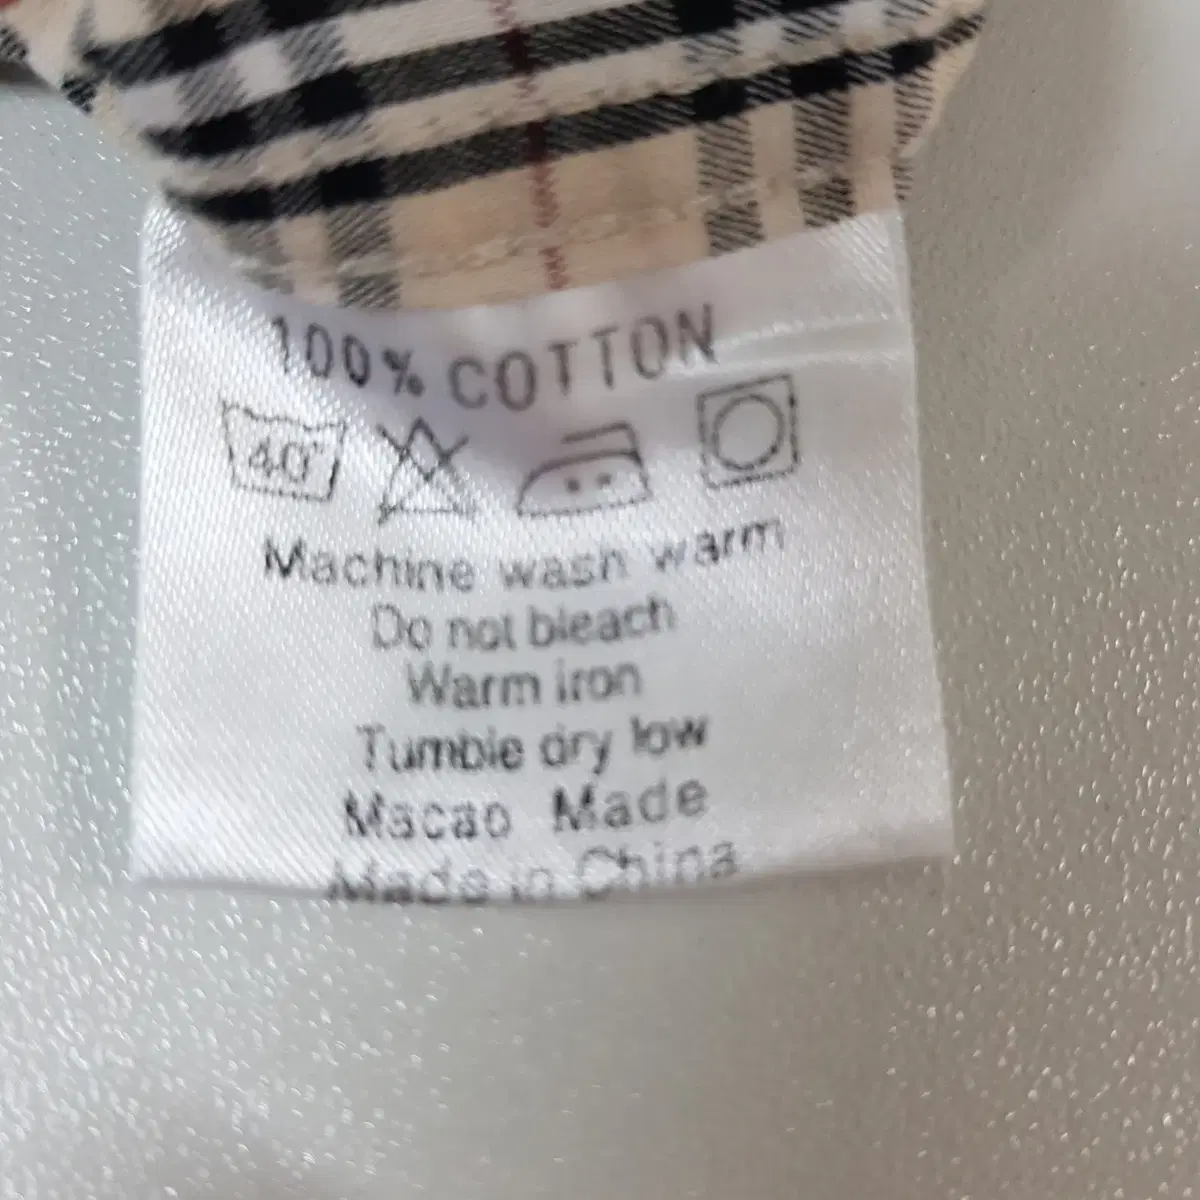 100% COTTON
40°
Machine wash warm
Do not bleach
Warm iron
Tumble dry low
Macao Made
Made in China